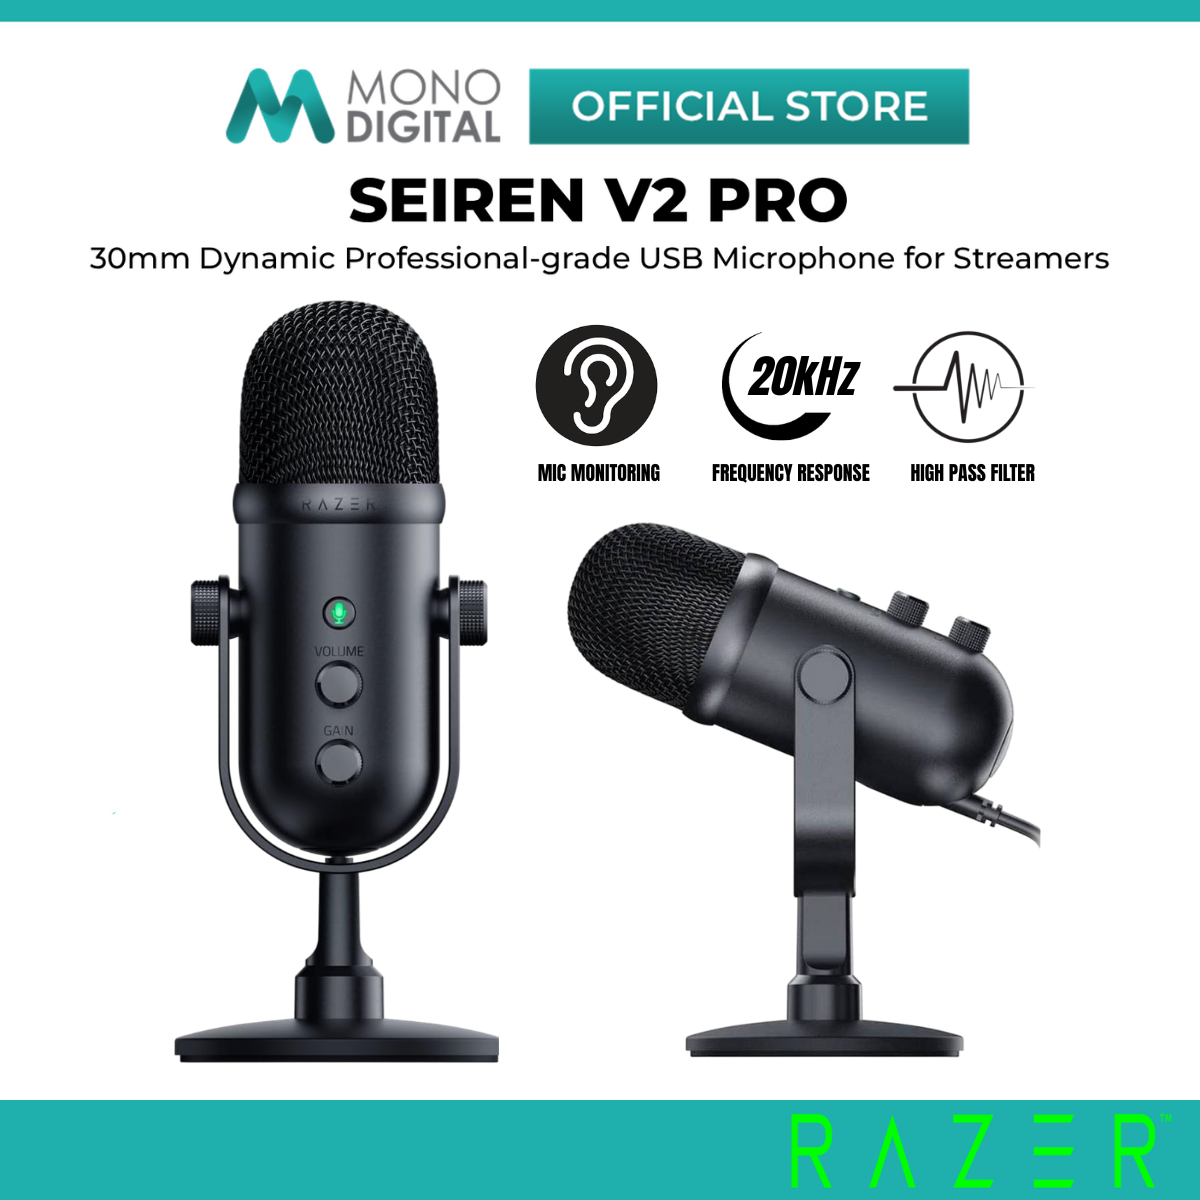 MONO
DIGITAL
OFFICIAL STORE
SEIREN V2 PRO
30mm Dynamic Professional-grade USB Microphone for Streamers
20kHz
MIC MONITORING
FREQUENCY RESPONSE
HIGH PASS FILTER
RAZER
VOLUME
GAIN
RAZER™